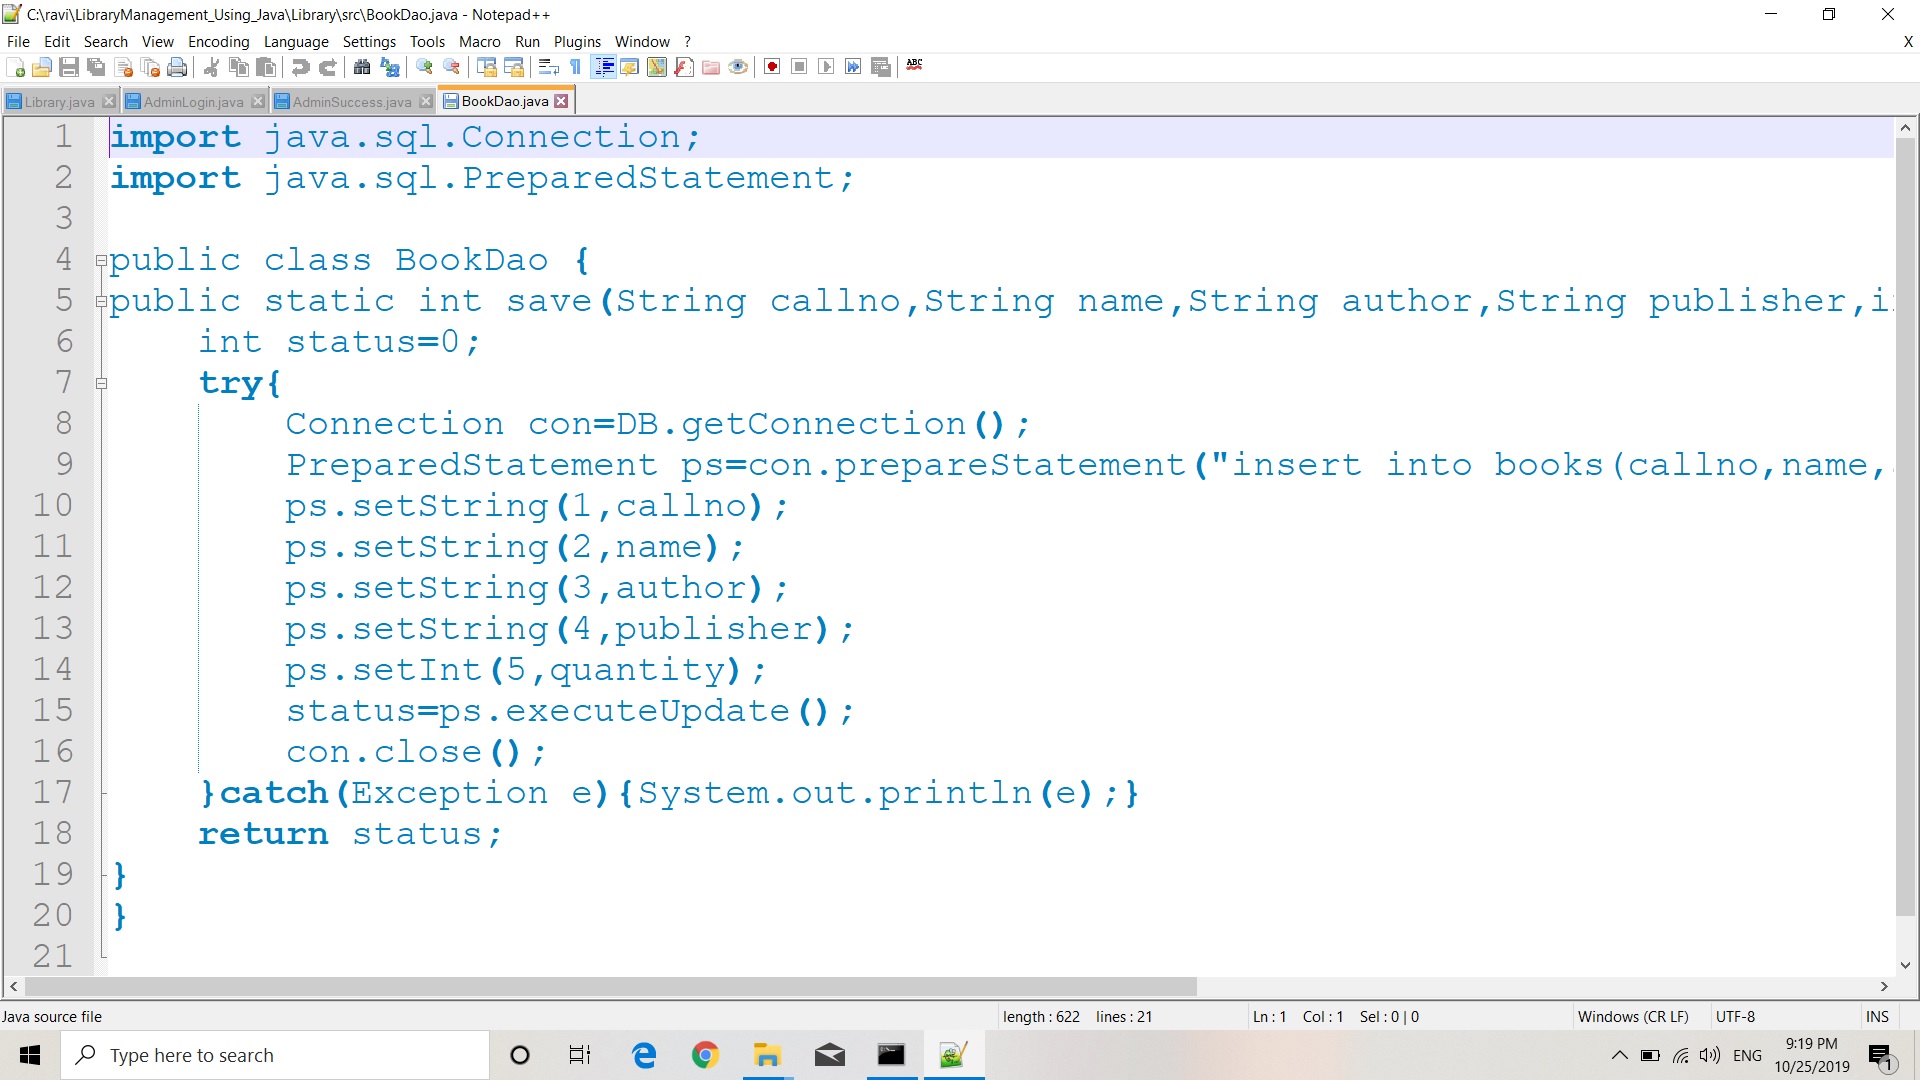 C:\ravi\LibraryManagement_Using_Java\Library\src\BookDao.java - Notepad++
File Edit Search View Encoding Language Settings Tools Macro Run Plugins Window ? X
ABC
Library.java AdminLogin.java AdminSuccess.java BookDao.java
1 import java.sql.Connection;
2 import java.sql.PreparedStatement;
3
4 public class BookDao {
5 public static int save(String callno,String name,String author,String publisher,i
6 int status=0;
7 try{
8 Connection con=DB.getConnection();
9 PreparedStatement ps=con.prepareStatement("insert into books(callno,name,
10 ps.setString(1,callno);
11 ps.setString(2,name);
12 ps.setString(3,author);
13 ps.setString(4,publisher);
14 ps.setInt(5,quantity);
15 status=ps.executeUpdate();
16 con.close();
17 }catch(Exception e){System.out.println(e);}
18 return status;
19 }
20 }
21
Java source file length : 622 lines : 21 Ln : 1 Col : 1 Sel : 0 | 0 Windows (CR LF) UTF-8 INS
Type here to search ENG 9:19 PM 1
10/25/2019